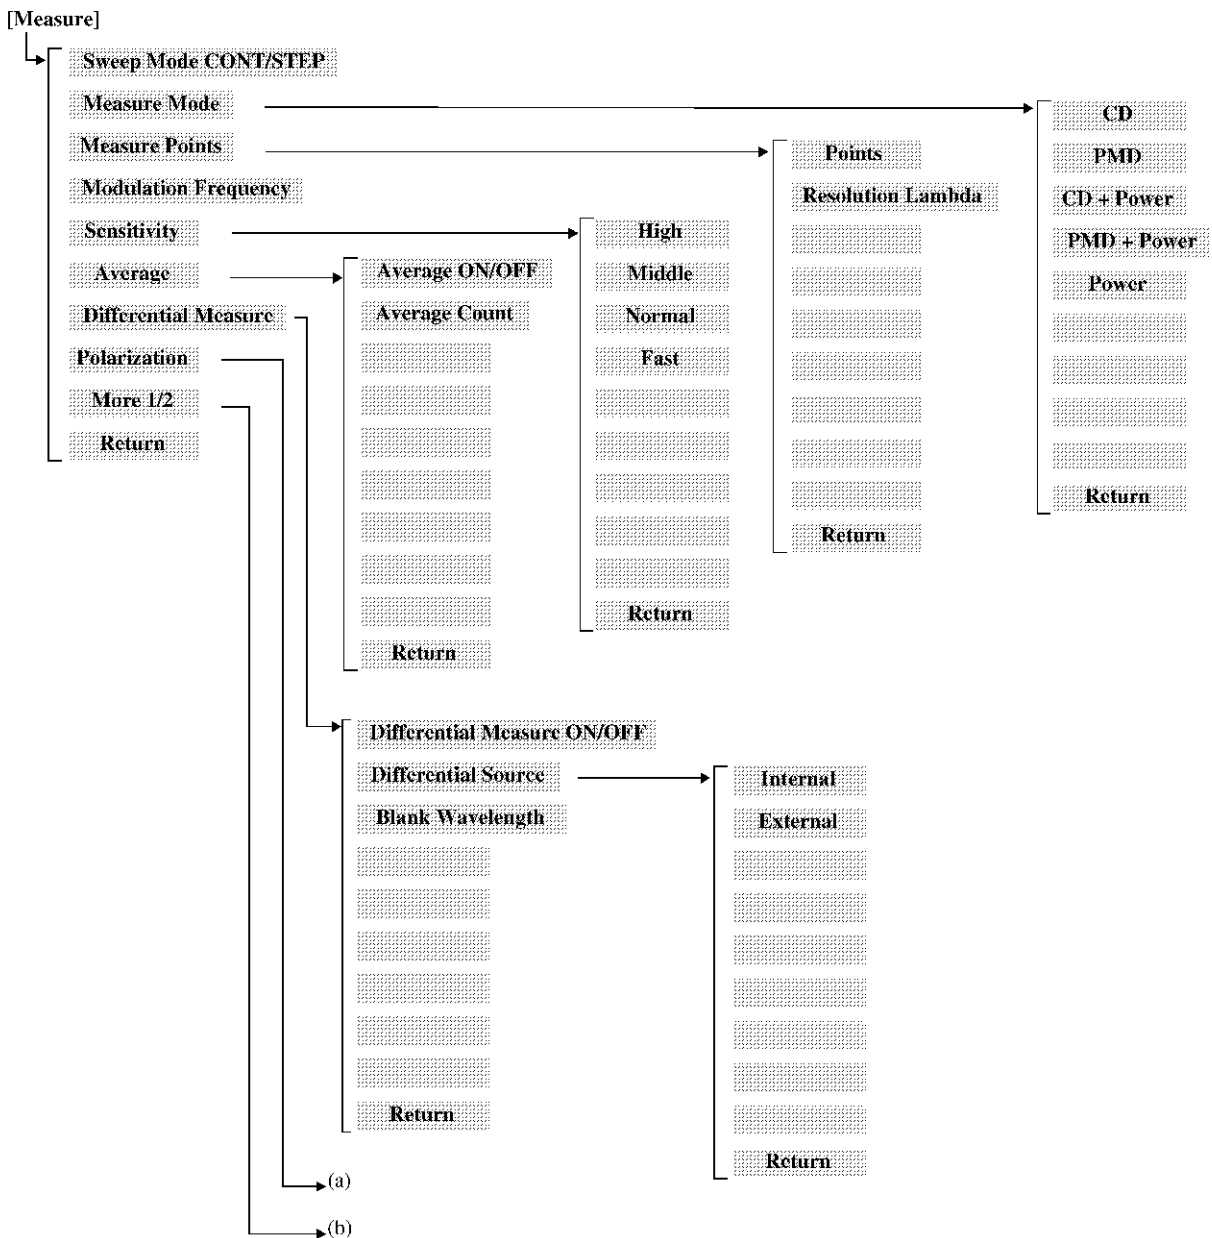 [Measure]
Sweep Mode CONT/STEP
Measure Mode
Measure Points
Modulation Frequency
Sensitivity
Average
Differential Measure
Polarization
More 1/2
Return
CD
PMD
CD + Power
PMD + Power
Power
Return
Points
Resolution Lambda
Return
High
Middle
Normal
Fast
Return
Average ON/OFF
Average Count
Return
Differential Measure ON/OFF
Differential Source
Blank Wavelength
Return
Internal
External
Return
(a)
(b)